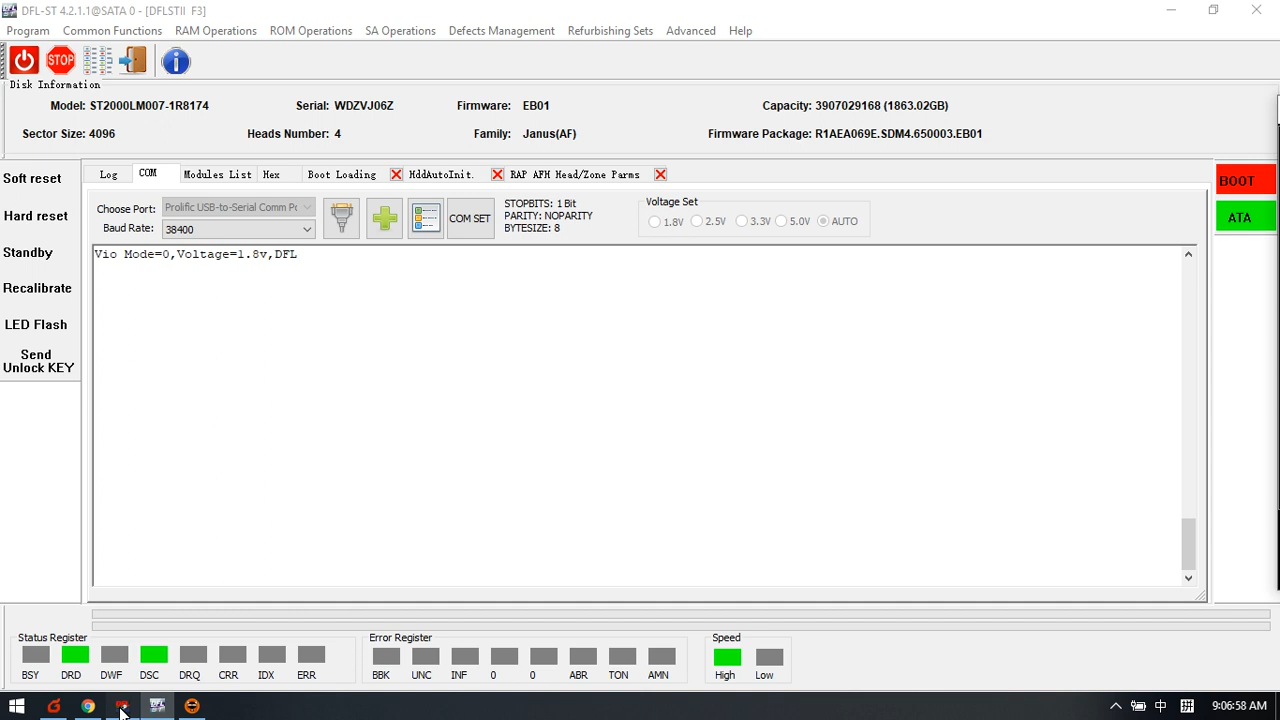 DFL-ST 4.2.1.1@SATA 0 - [DFLSTII F3]
Program Common Functions RAM Operations ROM Operations SA Operations Defects Management Refurbishing Sets Advanced Help
STOP
Disk Information
Model: ST2000LM007-1R8174 Serial: WDZVJ06Z Firmware: EB01 Capacity: 3907029168 (1863.02GB)
Sector Size: 4096 Heads Number: 4 Family: Janus(AF) Firmware Package: R1AEA069E.SDM4.650003.EB01
Log COM Modules List Hex Boot Loading HddAutoInit. RAP AFH Head/Zone Parms
Soft reset
Hard reset
Standby
Recalibrate
LED Flash
Send
Unlock KEY
Choose Port: Prolific USB-to-Serial Comm Pc
Baud Rate: 38400
COM SET
STOPBITS: 1 Bit
PARITY: NOPARITY
BYTESIZE: 8
Voltage Set
1.8V 2.5V 3.3V 5.0V AUTO
BOOT
ATA
Vio Mode=0,Voltage=1.8v,DFL
Status Register
BSY DRD DWF DSC DRQ CRR IDX ERR
Error Register
BBK UNC INF 0 0 ABR TON AMN
Speed
High Low
中 拼 9:06:58 AM